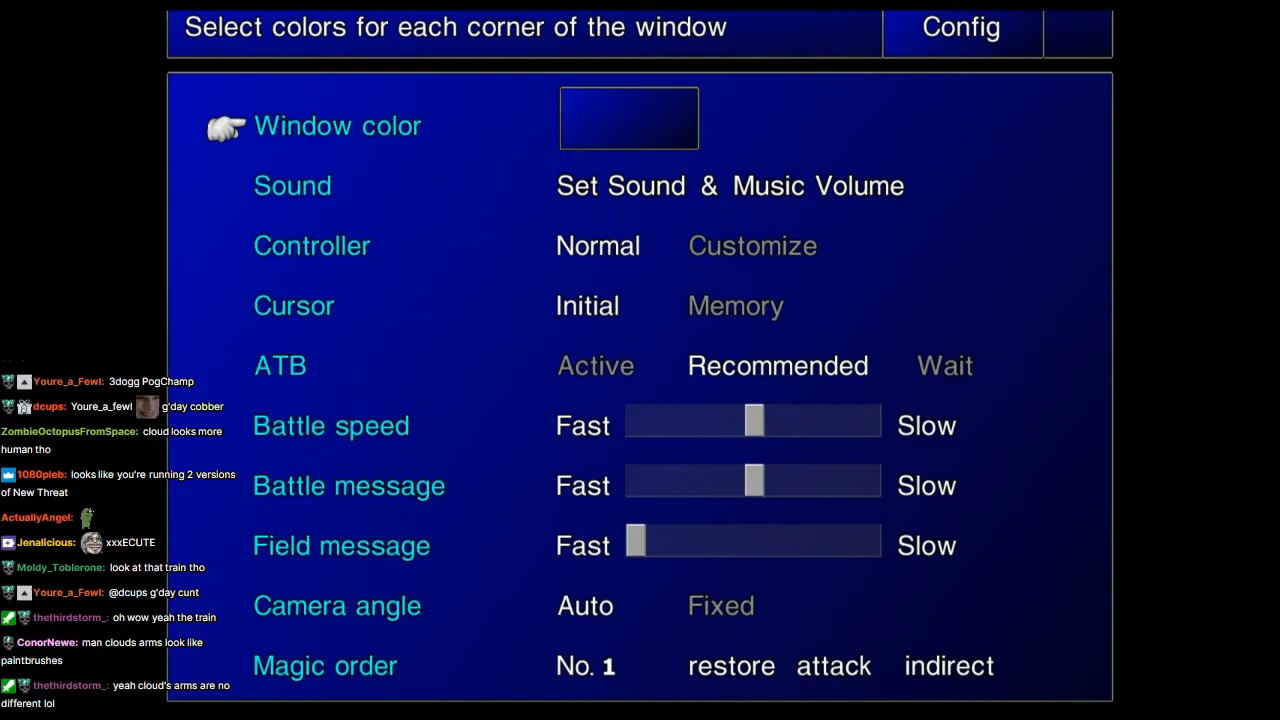 Select colors for each corner of the window
Config
Window color
Sound Set Sound & Music Volume
Controller Normal Customize
Cursor Initial Memory
ATB Active Recommended Wait
Battle speed Fast Slow
Battle message Fast Slow
Field message Fast Slow
Camera angle Auto Fixed
Magic order No. 1 restore attack indirect
Youre_a_Fewl: 3dogg PogChamp
dcups: Youre_a_fewl g'day cobber
ZombieOctopusFromSpace: cloud looks more
human tho
1080pleb: looks like you're running 2 versions
of New Threat
ActuallyAngel:
Jenalicious: xxxECUTE
Moldy_Toblerone: look at that train tho
Youre_a_Fewl: @dcups g'day cunt
thethirdstorm_: oh wow yeah the train
ConorNewe: man clouds arms look like
paintbrushes
thethirdstorm_: yeah cloud's arms are no
different lol